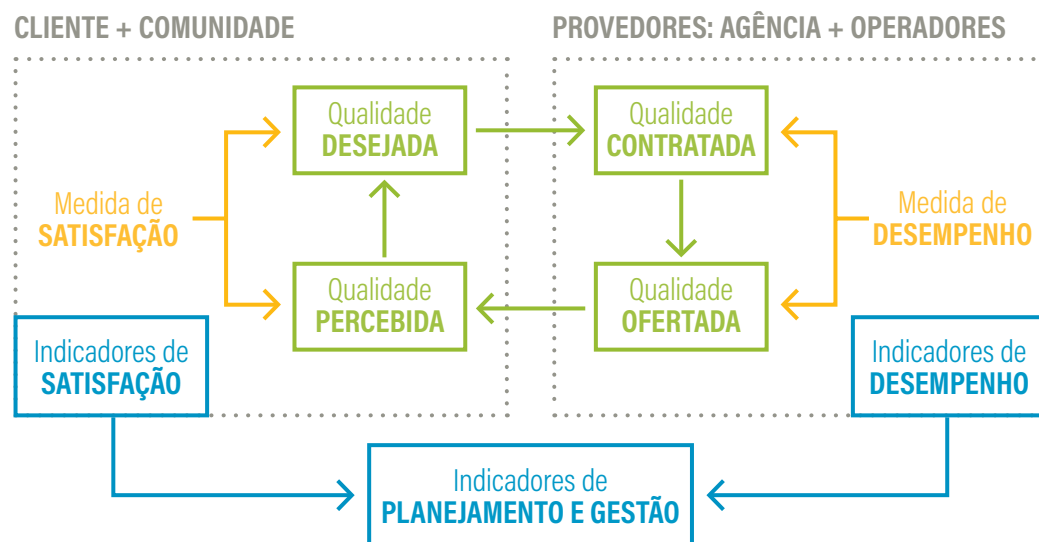 CLIENTE + COMUNIDADE
PROVEDORES: AGÊNCIA + OPERADORES
Qualidade
DESEJADA
Qualidade
CONTRATADA
Medida de
SATISFAÇÃO
Medida de
DESEMPENHO
Qualidade
PERCEBIDA
Qualidade
OFERTADA
Indicadores de
SATISFAÇÃO
Indicadores de
DESEMPENHO
Indicadores de
PLANEJAMENTO E GESTÃO